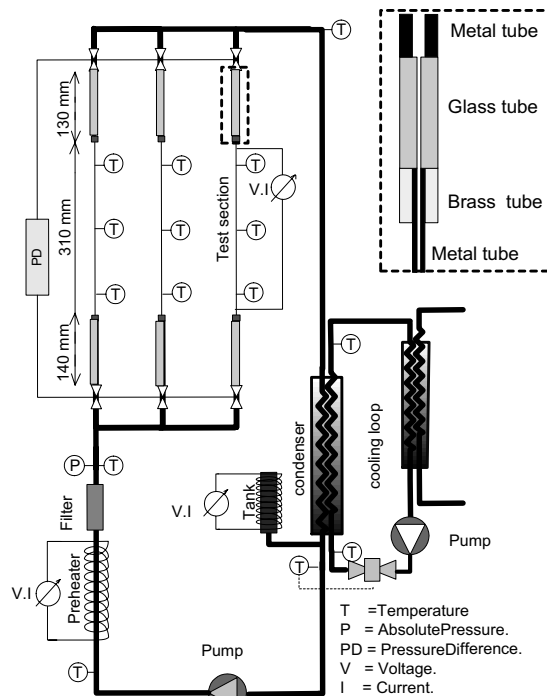 T
Metal tube
Glass tube
Brass tube
Metal tube
130 mm
310 mm
140 mm
T
T
T
T
T
T
T
T
T
V.I
Test section
PD
T
P
T
Filter
V.I
Preheater
T
Pump
V.I
Tank
condenser
cooling loop
T
T
Pump
T =Temperature
P = AbsolutePressure.
PD = PressureDifference.
V = Voltage.
I = Current.
T